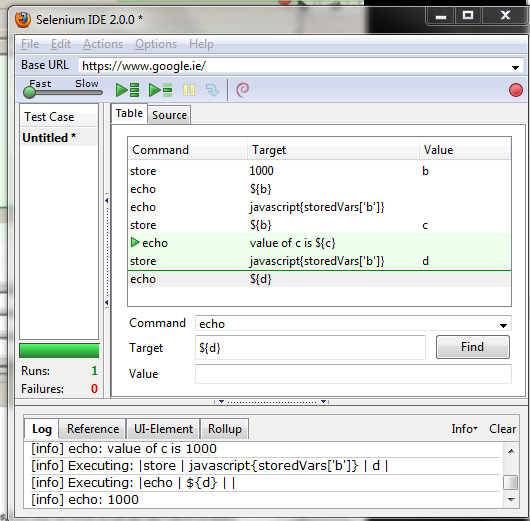 Selenium IDE 2.0.0 *
File Edit Actions Options Help
Base URL https://www.google.ie/
Fast Slow
Test Case
Untitled *
Table Source
Command Target Value
store 1000 b
echo ${b}
echo javascript{storedVars['b']}
store ${b} c
echo value of c is ${c}
store javascript{storedVars['b']} d
echo ${d}
Command echo
Target ${d} Find
Value
Runs: 1
Failures: 0
Log Reference UI-Element Rollup Info Clear
[info] echo: value of c is 1000
[info] Executing: |store | javascript{storedVars['b']} | d |
[info] Executing: |echo | ${d} | |
[info] echo: 1000